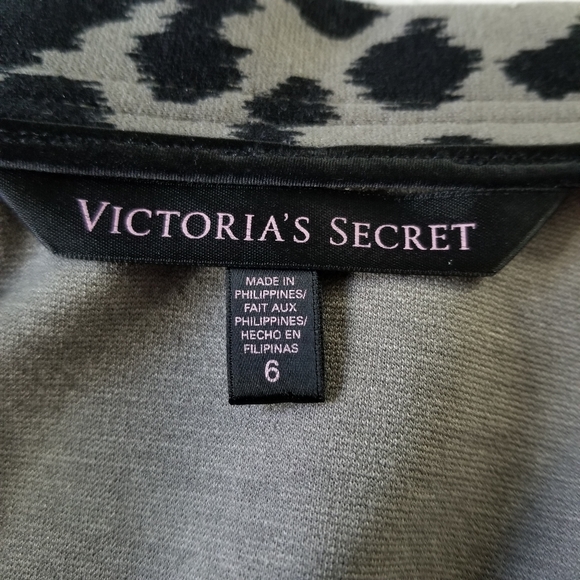 VICTORIA'S SECRET
MADE IN
PHILIPPINES/
FAIT AUX
PHILIPPINES/
HECHO EN
FILIPINAS
6